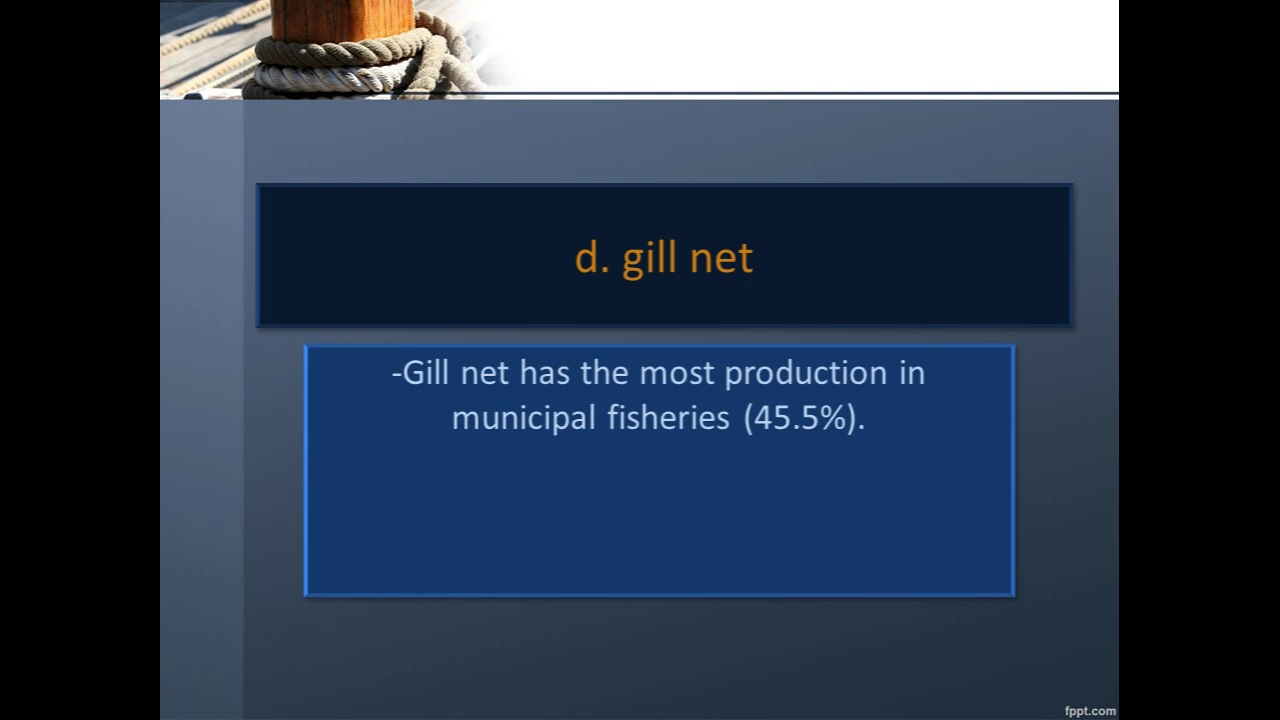 d. gill net
-Gill net has the most production in
municipal fisheries (45.5%).
fppt.com